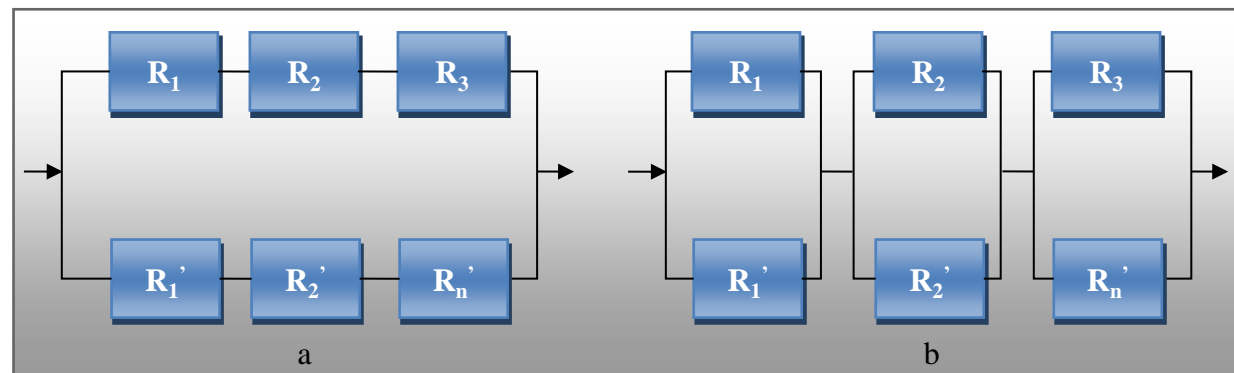 R₁ R₂ R₃ R₁ R₂ R₃
R₁’ R₂’ Rₙ’ R₁’ R₂’ Rₙ’
a b